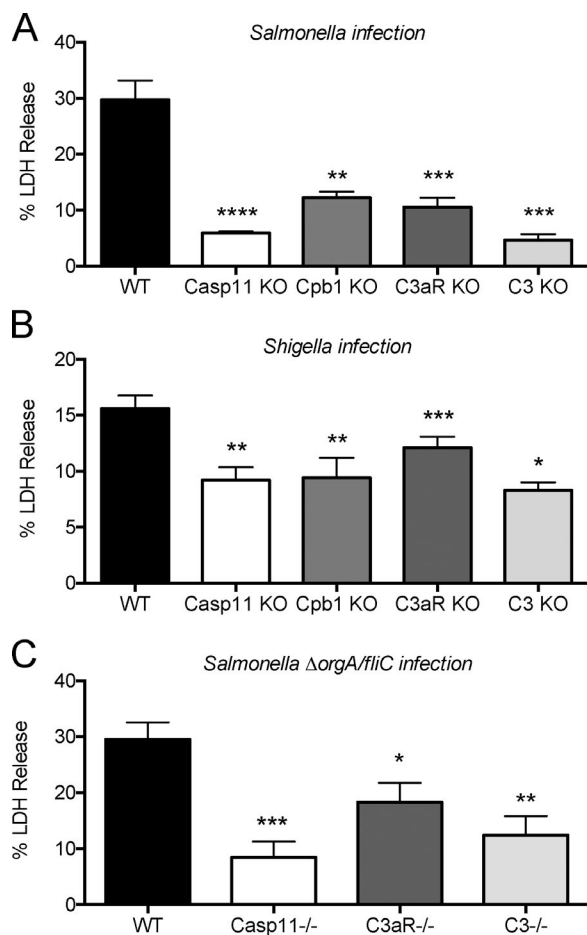 A
Salmonella infection
% LDH Release
40
30
20
10
0
****
**
***
***
WT
Casp11 KO
Cpb1 KO
C3aR KO
C3 KO
B
Shigella infection
% LDH Release
20
15
10
5
0
**
**
***
*
WT
Casp11 KO
Cpb1 KO
C3aR KO
C3 KO
C
Salmonella ΔorgA/fliC infection
% LDH Release
40
30
20
10
0
***
*
**
WT
Casp11-/-
C3aR-/-
C3-/-